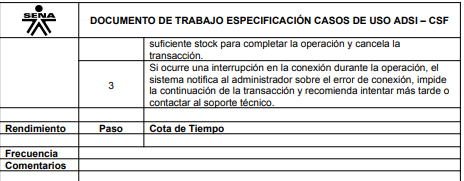 SENA
DOCUMENTO DE TRABAJO ESPECIFICACIÓN CASOS DE USO ADSI – CSF
suficiente stock para completar la operación y cancela la
transacción.
3
Si ocurre una interrupción en la conexión durante la operación, el
sistema notifica al administrador sobre el error de conexión, impide
la continuación de la transacción y recomienda intentar más tarde o
contactar al soporte técnico.
Rendimiento Paso Cota de Tiempo
Frecuencia
Comentarios